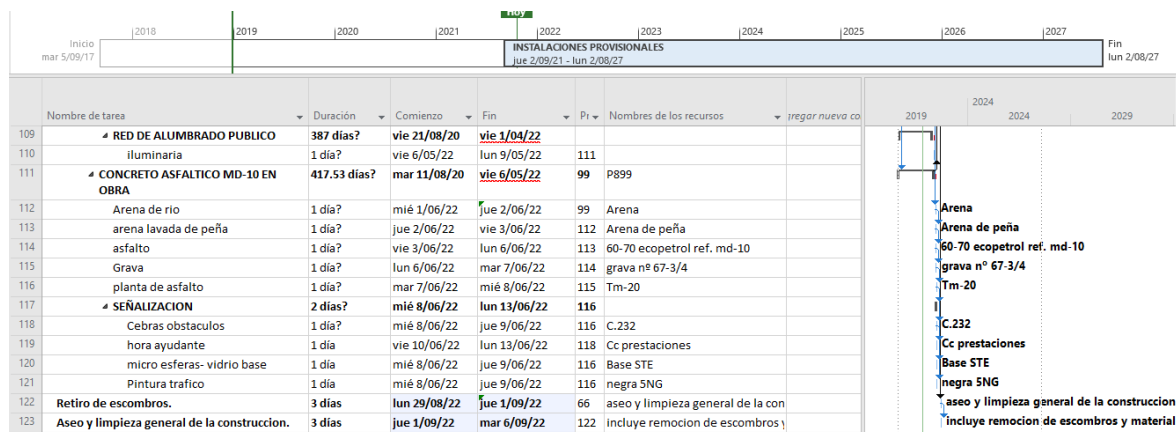 Hoy
2018 2019 2020 2021 2022 2023 2024 2025 2026 2027
Inicio
mar 5/09/17
INSTALACIONES PROVISIONALES
jue 2/09/21 - lun 2/08/27
Fin
lun 2/08/27
2024
Nombre de tarea Duración Comienzo Fin Pr Nombres de los recursos gregar nueva co 2019 2024 2029
109 RED DE ALUMBRADO PUBLICO 387 días? vie 21/08/20 vie 1/04/22
110 iluminaria 1 día? vie 6/05/22 lun 9/05/22 111
111 CONCRETO ASFALTICO MD-10 EN 417.53 días? mar 11/08/20 vie 6/05/22 99 P899
OBRA
112 Arena de rio 1 día? mié 1/06/22 jue 2/06/22 99 Arena Arena
113 arena lavada de peña 1 día? jue 2/06/22 vie 3/06/22 112 Arena de peña Arena de peña
114 asfalto 1 día? vie 3/06/22 lun 6/06/22 113 60-70 ecopetrol ref. md-10 60-70 ecopetrol ref. md-10
115 Grava 1 día? lun 6/06/22 mar 7/06/22 114 grava nº 67-3/4 grava nº 67-3/4
116 planta de asfalto 1 día? mar 7/06/22 mié 8/06/22 115 Tm-20 Tm-20
117 SEÑALIZACION 2 días? mié 8/06/22 lun 13/06/22 116
118 Cebras obstaculos 1 día? mié 8/06/22 jue 9/06/22 116 C.232 C.232
119 hora ayudante 1 día vie 10/06/22 lun 13/06/22 118 Cc prestaciones Cc prestaciones
120 micro esferas- vidrio base 1 día mié 8/06/22 jue 9/06/22 116 Base STE Base STE
121 Pintura trafico 1 día mié 8/06/22 jue 9/06/22 116 negra 5NG negra 5NG
122 Retiro de escombros. 3 días lun 29/08/22 jue 1/09/22 66 aseo y limpieza general de la con aseo y limpieza general de la construccion
123 Aseo y limpieza general de la construccion. 3 días jue 1/09/22 mar 6/09/22 122 incluye remocion de escombros y incluye remocion de escombros y material